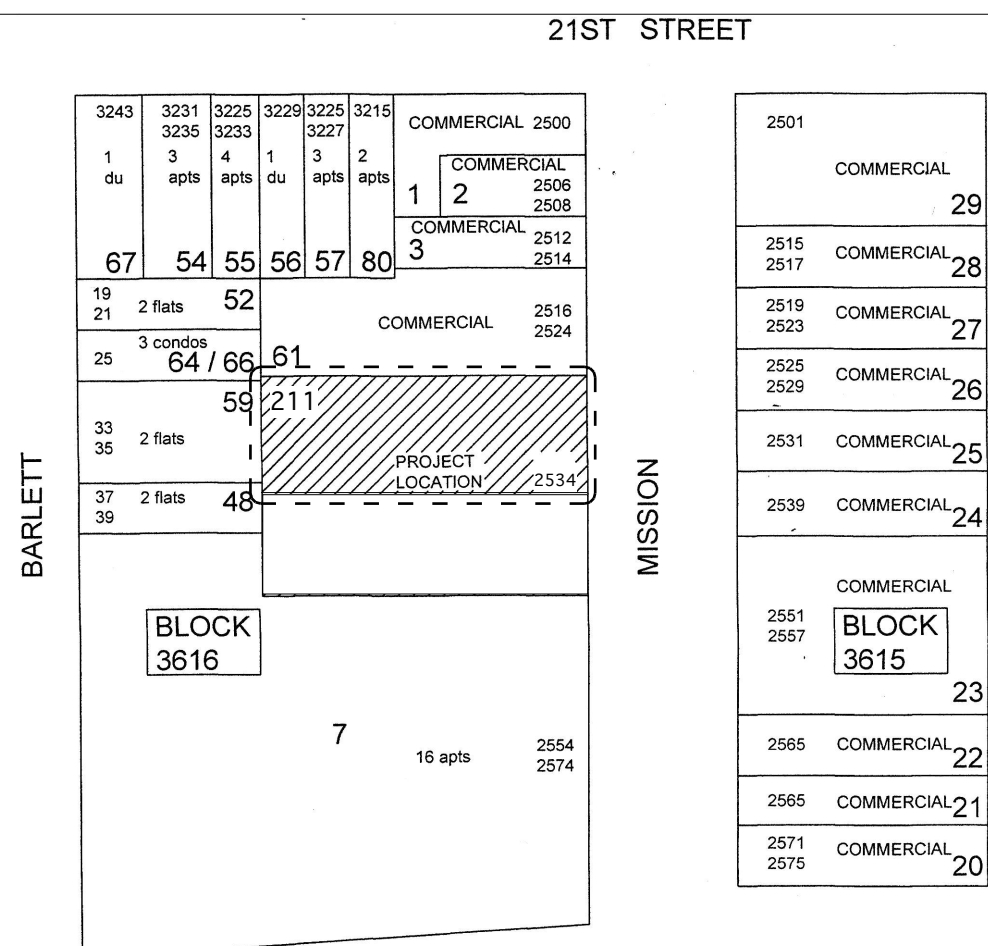 21ST STREET
3243
3231
3235
3225
3233
3229
3225
3227
3215
COMMERCIAL 2500
1
du
3
apts
4
apts
1
du
3
apts
2
apts
COMMERCIAL
1
2
2506
2508
COMMERCIAL
3
2512
2514
67
54
55
56
57
80
19
21
2 flats
52
COMMERCIAL
2516
2524
25
3 condos
64 / 66
61
59
33
35
2 flats
211
PROJECT
LOCATION
2534
37
39
2 flats
48
BARLETT
MISSION
BLOCK
3616
7
16 apts
2554
2574
2501
COMMERCIAL
29
2515
2517
COMMERCIAL
28
2519
2523
COMMERCIAL
27
2525
2529
COMMERCIAL
26
2531
COMMERCIAL
25
2539
COMMERCIAL
24
COMMERCIAL
2551
2557
BLOCK
3615
23
2565
COMMERCIAL
22
2565
COMMERCIAL
21
2571
2575
COMMERCIAL
20